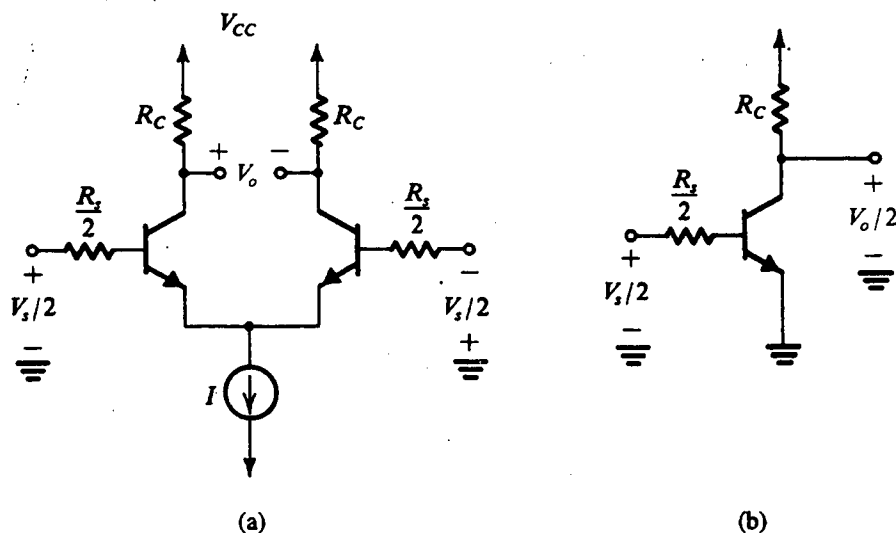 V_CC
R_C
R_C
+
V_o
−
R_s/2
R_s/2
+
V_s/2
−
−
V_s/2
+
I
(a)
R_C
R_s/2
+
V_s/2
−
+
V_o/2
−
(b)